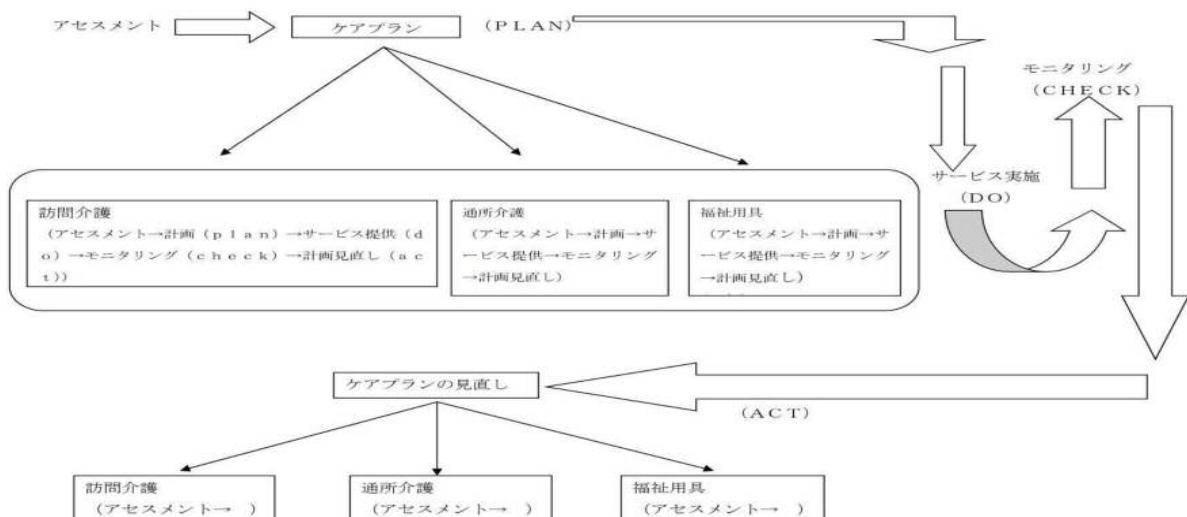 アセスメント
ケアプラン
(PLAN)
モニタリング
(CHECK)
サービス実施
(DO)
訪問介護
(アセスメント→計画(plan)→サービス提供(d
o)→モニタリング(check)→計画見直し(ac
t))
通所介護
(アセスメント→計画→サ
ービス提供→モニタリング
→計画見直し)
福祉用具
(アセスメント→計画→サ
ービス提供→モニタリング
→計画見直し)
ケアプランの見直し
(ACT)
訪問介護
(アセスメント→ )
通所介護
(アセスメント→ )
福祉用具
(アセスメント→ )